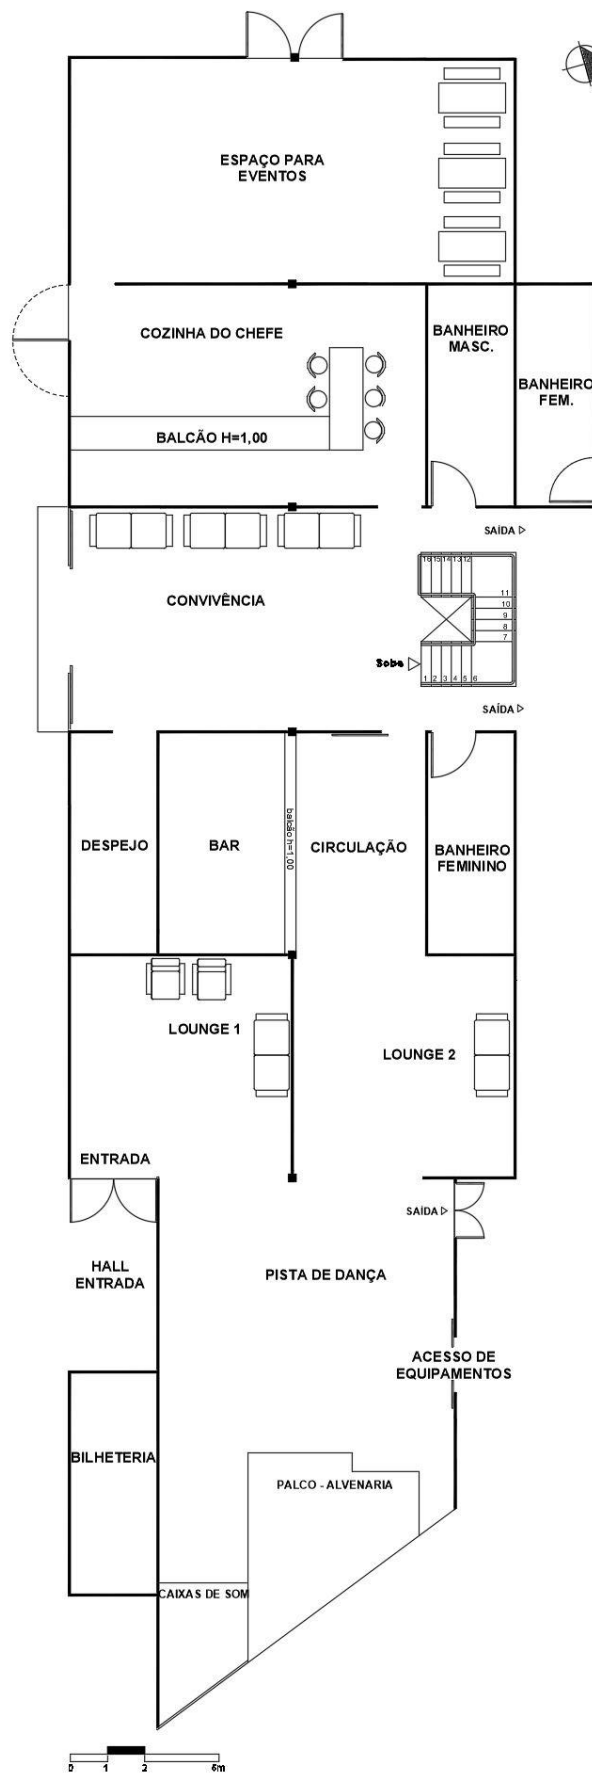 ESPAÇO PARA
EVENTOS
COZINHA DO CHEFE
BANHEIRO
MASC.
BANHEIRO
FEM.
BALCÃO H=1,00
SAÍDA
16 15 14 13 12
11
10
9
8
7
CONVIVÊNCIA
Sobe
1 2 3 4 5 6
SAÍDA
DESPEJO
BAR
balcão h=1,00
CIRCULAÇÃO
BANHEIRO
FEMININO
LOUNGE 1
LOUNGE 2
ENTRADA
SAÍDA
HALL
ENTRADA
PISTA DE DANÇA
ACESSO DE
EQUIPAMENTOS
BILHETERIA
PALCO - ALVENARIA
CAIXAS DE SOM
0 1 2 5m